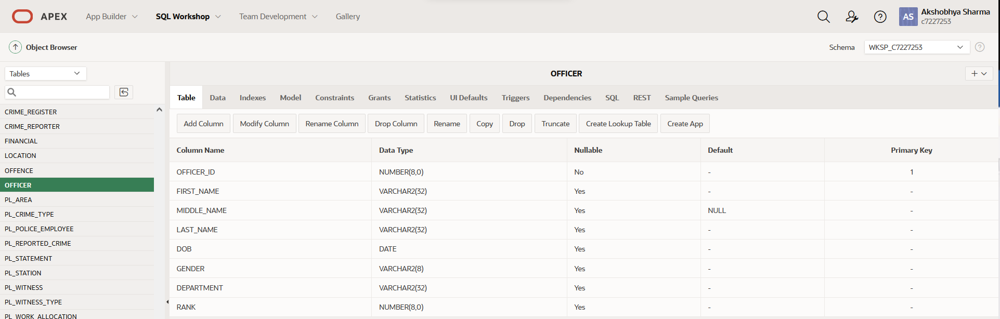 APEX App Builder SQL Workshop Team Development Gallery AS Akshobhya Sharma
c7227253
Object Browser Schema WKSP_C7227253
Tables
CRIME_REGISTER
CRIME_REPORTER
FINANCIAL
LOCATION
OFFENCE
OFFICER
PL_AREA
PL_CRIME_TYPE
PL_POLICE_EMPLOYEE
PL_REPORTED_CRIME
PL_STATEMENT
PL_STATION
PL_WITNESS
PL_WITNESS_TYPE
PL_WORK_ALLOCATION
OFFICER
Table Data Indexes Model Constraints Grants Statistics UI Defaults Triggers Dependencies SQL REST Sample Queries
Add Column Modify Column Rename Column Drop Column Rename Copy Drop Truncate Create Lookup Table Create App
Column Name Data Type Nullable Default Primary Key
OFFICER_ID NUMBER(8,0) No - 1
FIRST_NAME VARCHAR2(32) Yes - -
MIDDLE_NAME VARCHAR2(32) Yes NULL -
LAST_NAME VARCHAR2(32) Yes - -
DOB DATE Yes - -
GENDER VARCHAR2(8) Yes - -
DEPARTMENT VARCHAR2(32) Yes - -
RANK NUMBER(8,0) Yes - -